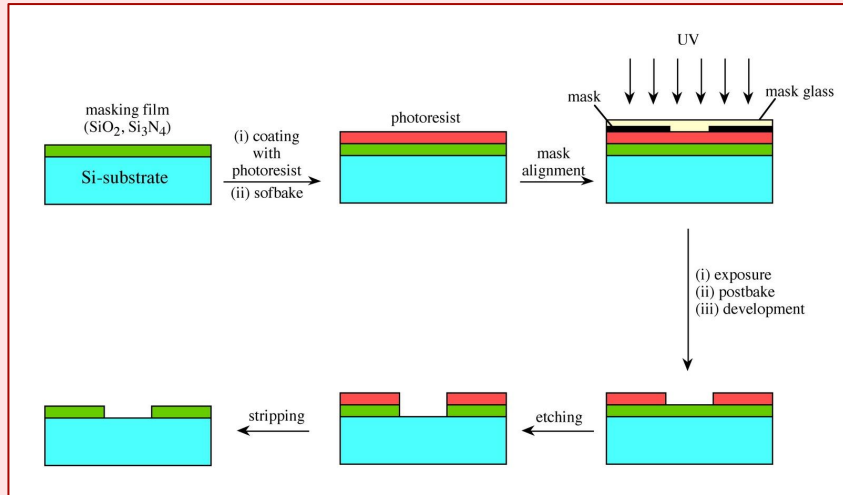 masking film
(SiO2, Si3N4)
Si-substrate
(i) coating
with
photoresist
(ii) sofbake
photoresist
mask
alignment
UV
mask
mask glass
(i) exposure
(ii) postbake
(iii) development
etching
stripping